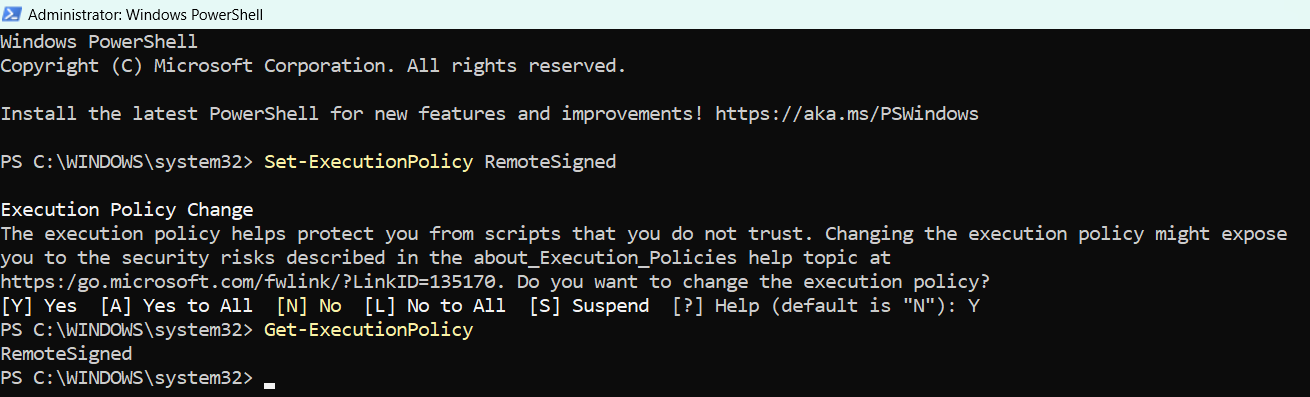 Administrator: Windows PowerShell
Windows PowerShell
Copyright (C) Microsoft Corporation. All rights reserved.
Install the latest PowerShell for new features and improvements! https://aka.ms/PSWindows
PS C:\WINDOWS\system32> Set-ExecutionPolicy RemoteSigned
Execution Policy Change
The execution policy helps protect you from scripts that you do not trust. Changing the execution policy might expose
you to the security risks described in the about_Execution_Policies help topic at
https:/go.microsoft.com/fwlink/?LinkID=135170. Do you want to change the execution policy?
[Y] Yes  [A] Yes to All  [N] No  [L] No to All  [S] Suspend  [?] Help (default is "N"): Y
PS C:\WINDOWS\system32> Get-ExecutionPolicy
RemoteSigned
PS C:\WINDOWS\system32>